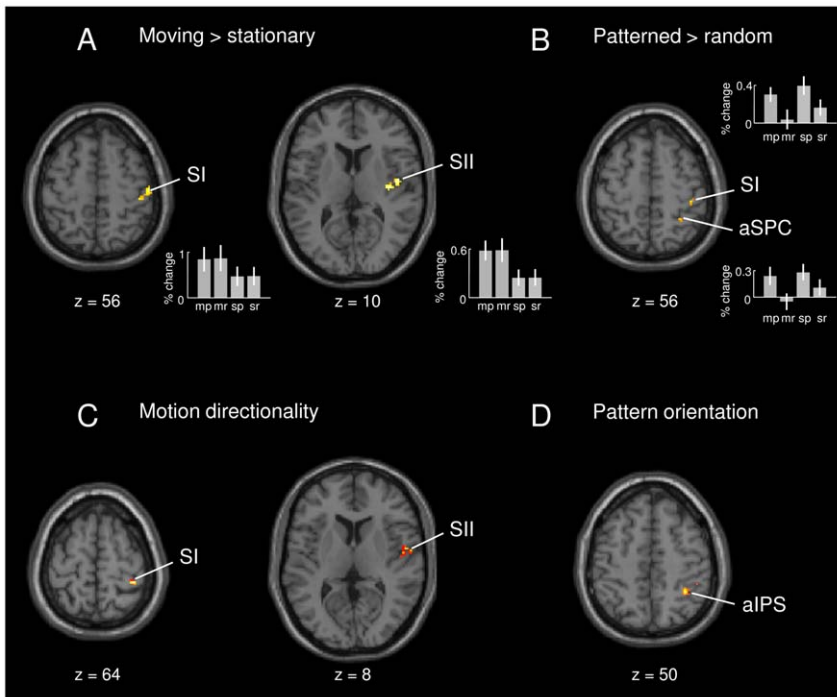 A Moving > stationary
B Patterned > random
SI
z = 56
% change
1
0
mp mr sp sr
SII
z = 10
% change
0.6
0
mp mr sp sr
% change
0.4
0
mp mr sp sr
SI
aSPC
z = 56
% change
0.3
0
mp mr sp sr
C Motion directionality
D Pattern orientation
SI
z = 64
SII
z = 8
aIPS
z = 50